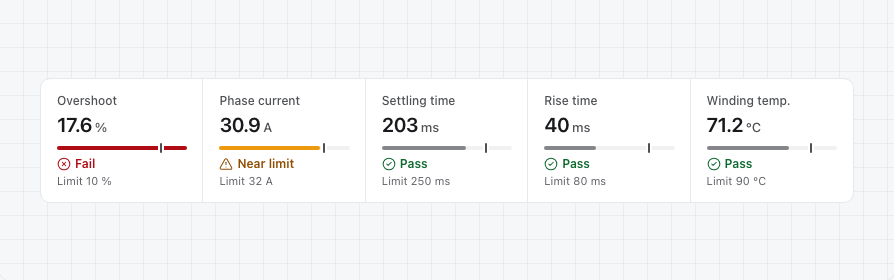 Overshoot
17.6 %
Fail
Limit 10 %
Phase current
30.9 A
Near limit
Limit 32 A
Settling time
203 ms
Pass
Limit 250 ms
Rise time
40 ms
Pass
Limit 80 ms
Winding temp.
71.2 °C
Pass
Limit 90 °C